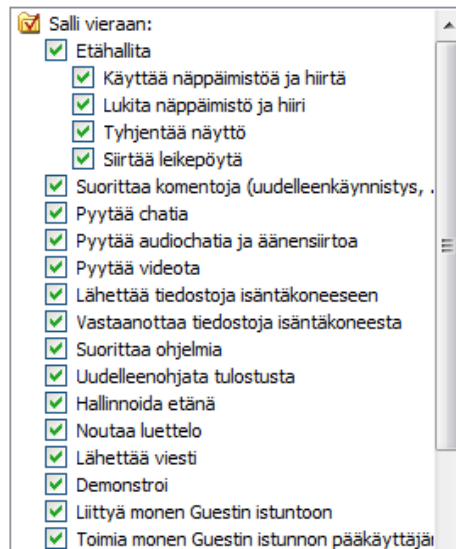 Salli vieraan:
Etähallita
Käyttää näppäimistöä ja hiirtä
Lukita näppäimistö ja hiiri
Tyhjentää näyttö
Siirtää leikepöytä
Suorittaa komentoja (uudelleenkäynnistys, .
Pyytää chatia
Pyytää audiochatia ja äänensiirtoa
Pyytää videota
Lähettää tiedostoja isäntäkoneeseen
Vastaanottaa tiedostoja isäntäkoneesta
Suorittaa ohjelmia
Uudelleenohjata tulostusta
Hallinnoida etänä
Noutaa luettelo
Lähettää viesti
Demonstroi
Liittyä monen Guestin istuntoon
Toimia monen Guestin istunnon